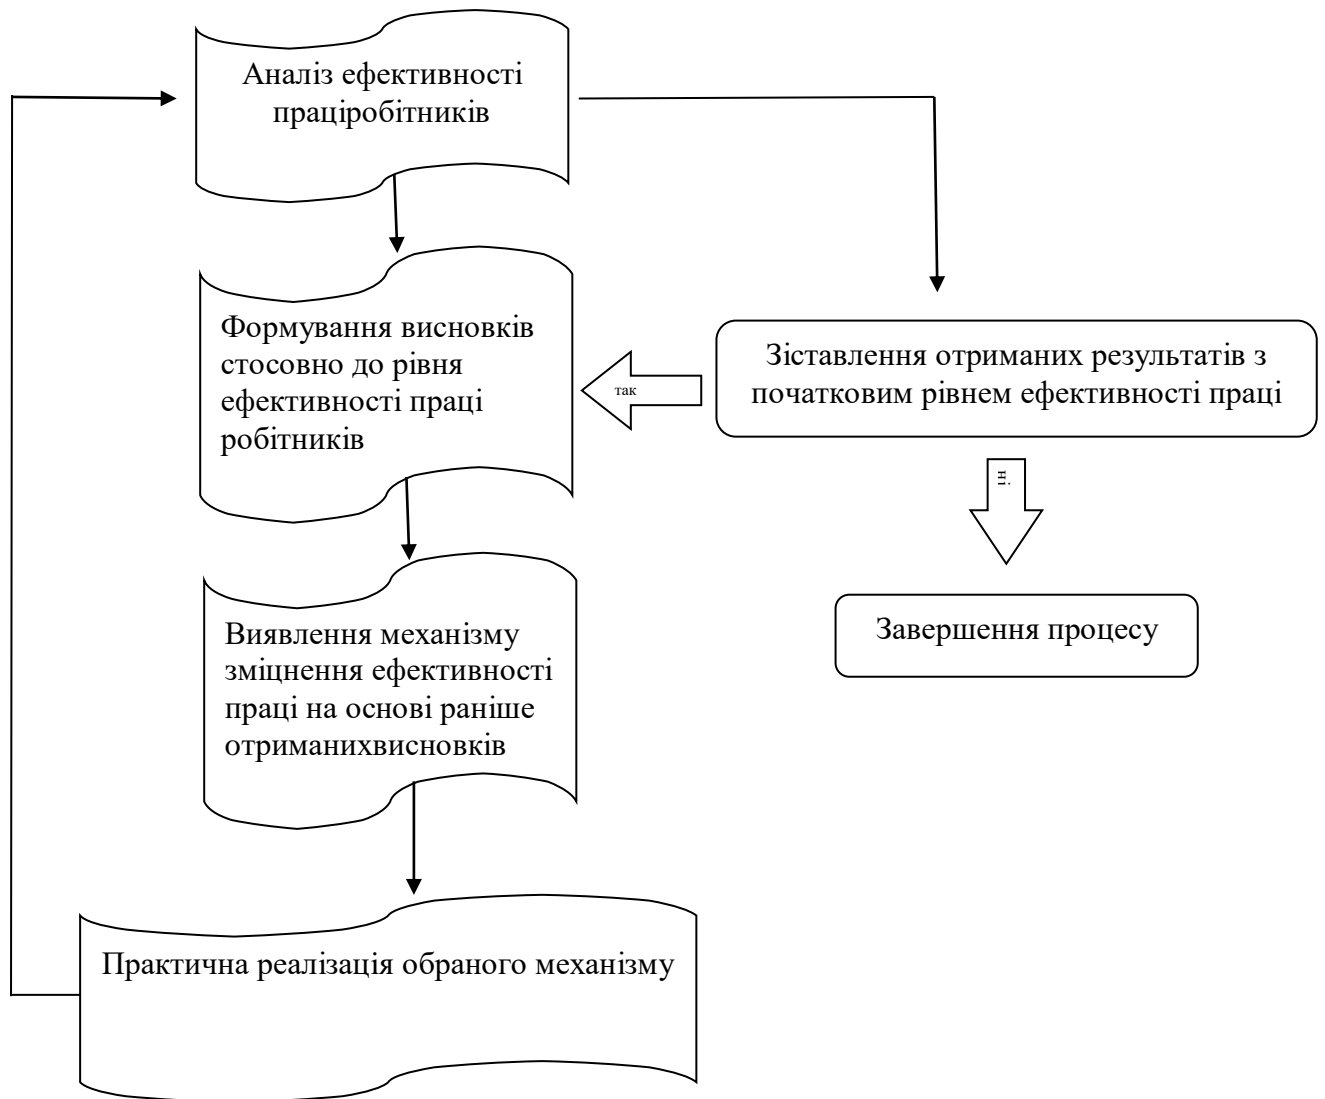 Аналіз ефективності
праціробітників
Формування висновків
стосовно до рівня
ефективності праці
робітників
так
Зіставлення отриманих результатів з
початковим рівнем ефективності праці
ні
Завершення процесу
Виявлення механізму
зміцнення ефективності
праці на основі раніше
отриманихвисновків
Практична реалізація обраного механізму